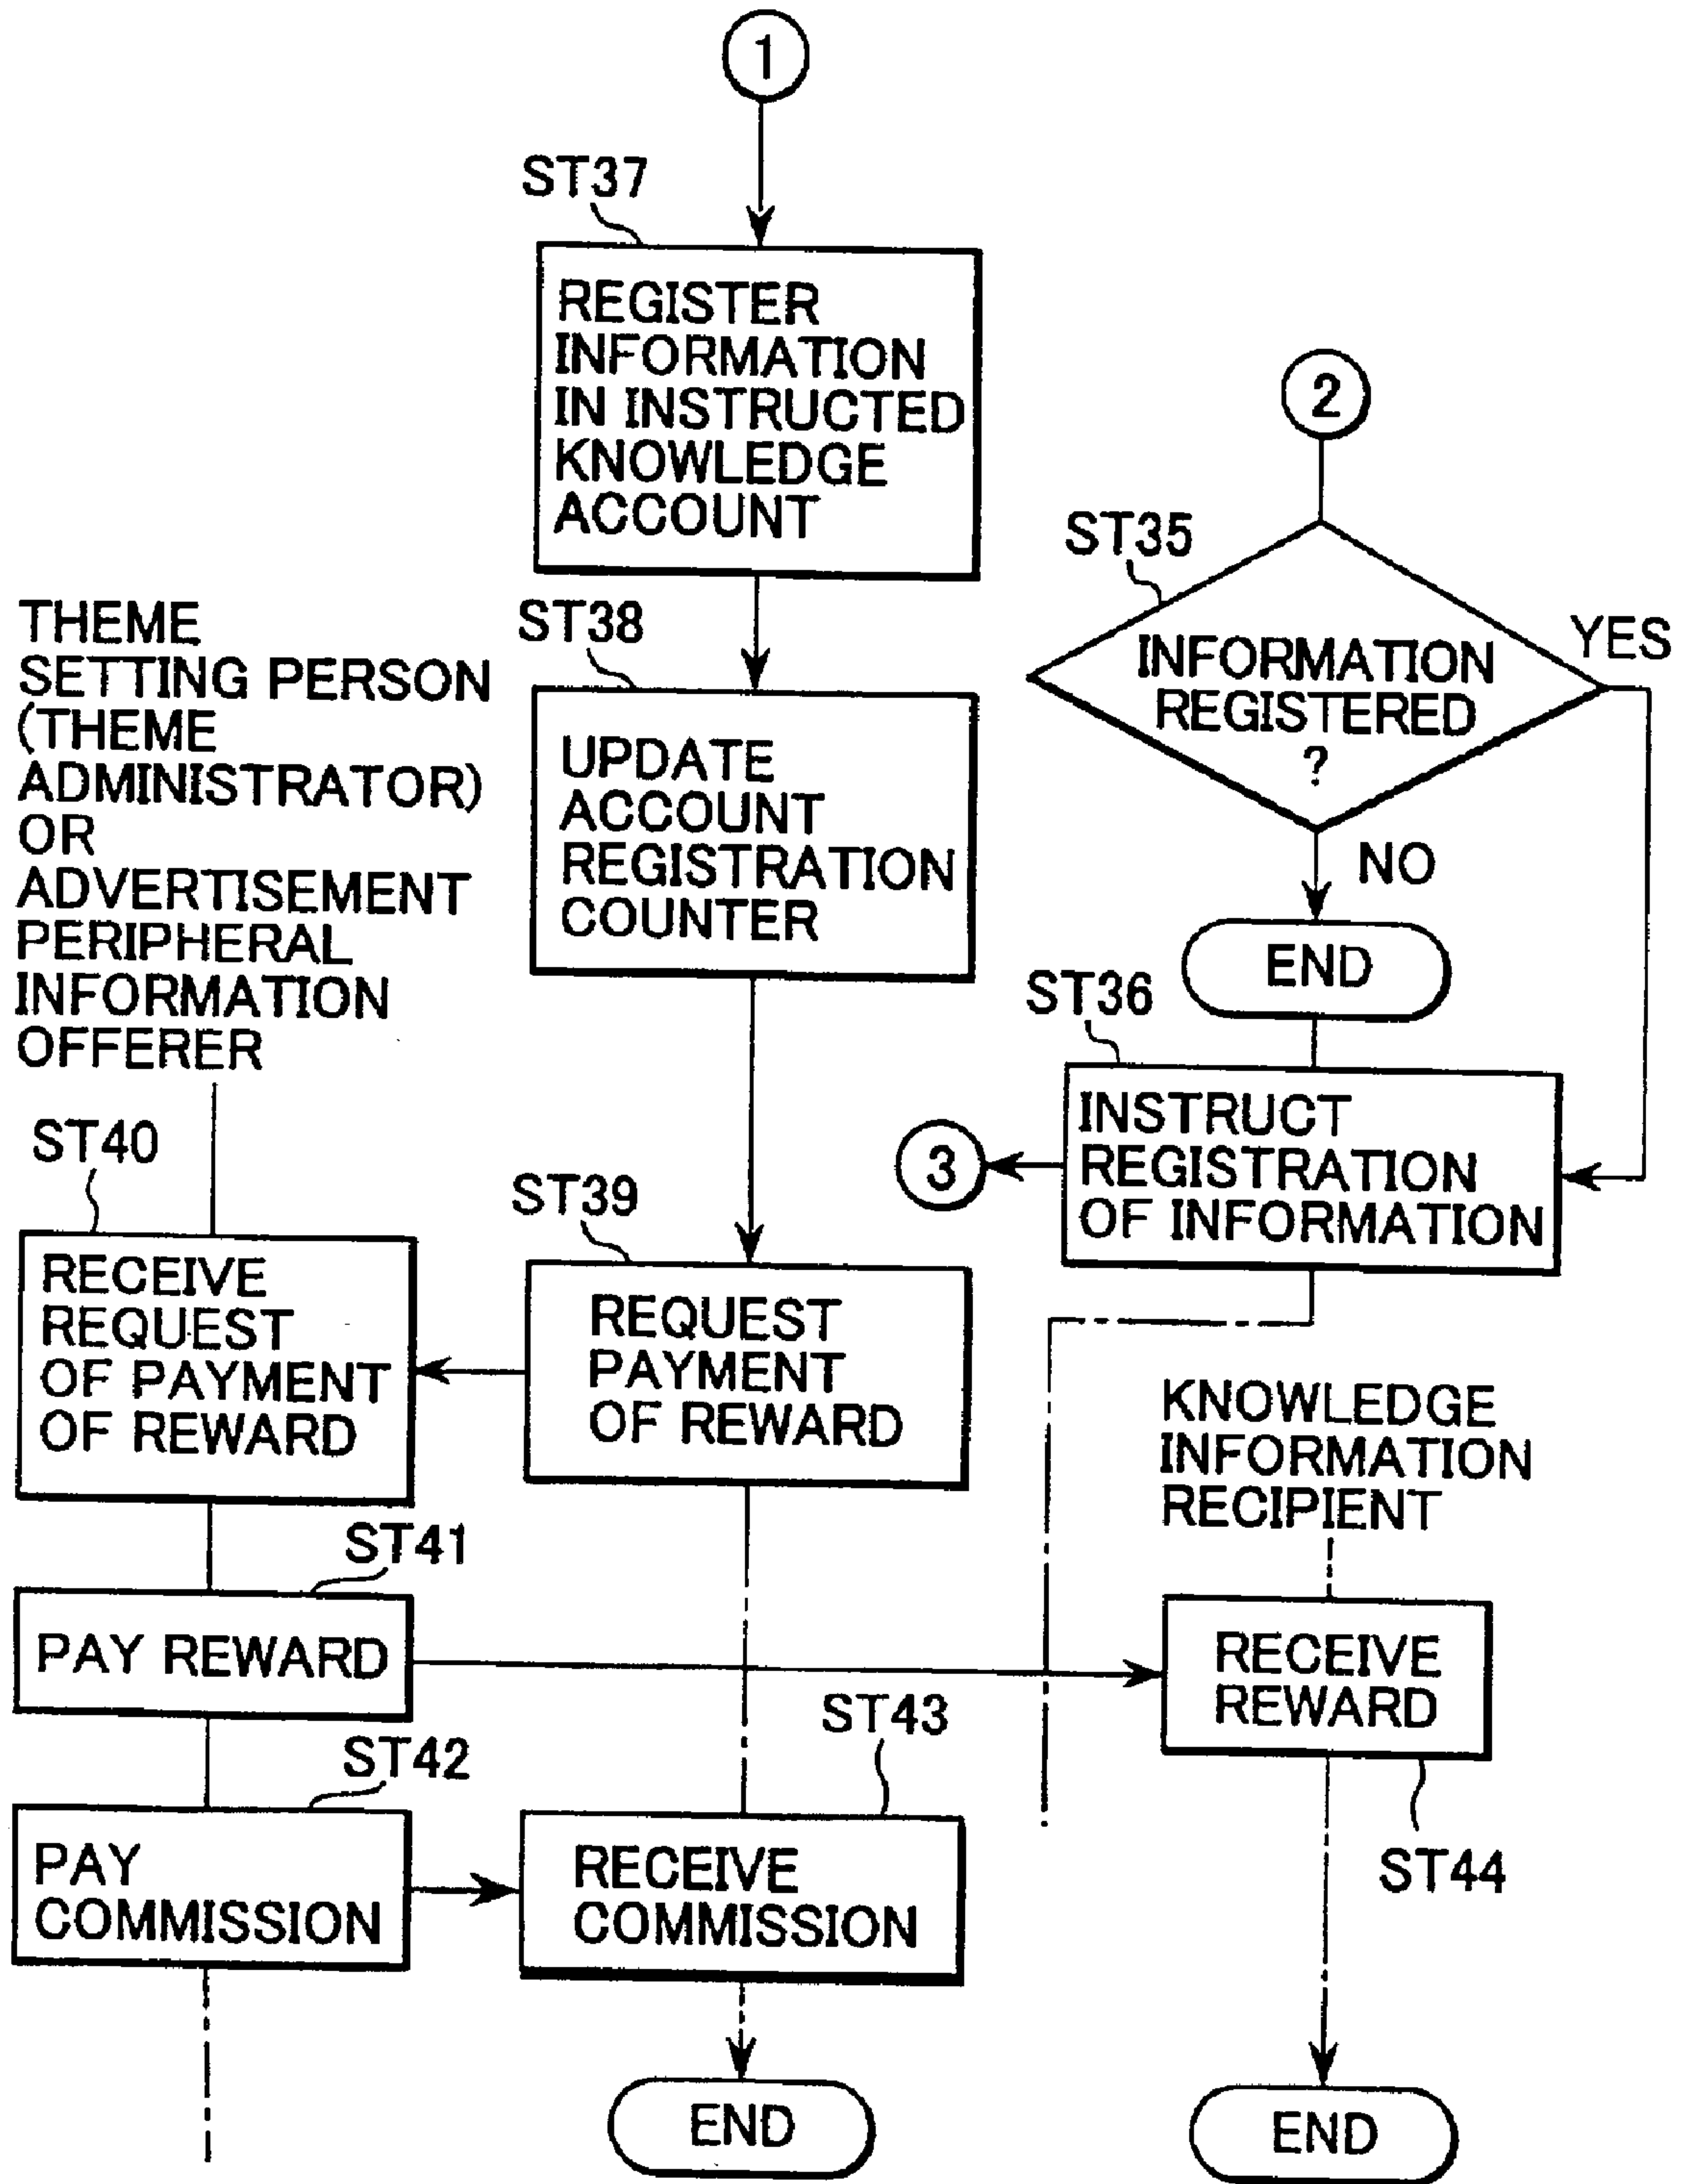 1
ST37
REGISTER
INFORMATION
IN INSTRUCTED
KNOWLEDGE
ACCOUNT
2
ST35
INFORMATION
REGISTERED
?
YES
NO
END
THEME
SETTING PERSON
(THEME
ADMINISTRATOR)
OR
ADVERTISEMENT
PERIPHERAL
INFORMATION
OFFERER
ST38
UPDATE
ACCOUNT
REGISTRATION
COUNTER
ST36
INSTRUCT
REGISTRATION
OF INFORMATION
3
ST40
RECEIVE
REQUEST
OF PAYMENT
OF REWARD
ST39
REQUEST
PAYMENT
OF REWARD
KNOWLEDGE
INFORMATION
RECIPIENT
ST41
PAY REWARD
RECEIVE
REWARD
ST44
ST42
PAY
COMMISSION
ST43
RECEIVE
COMMISSION
END
END